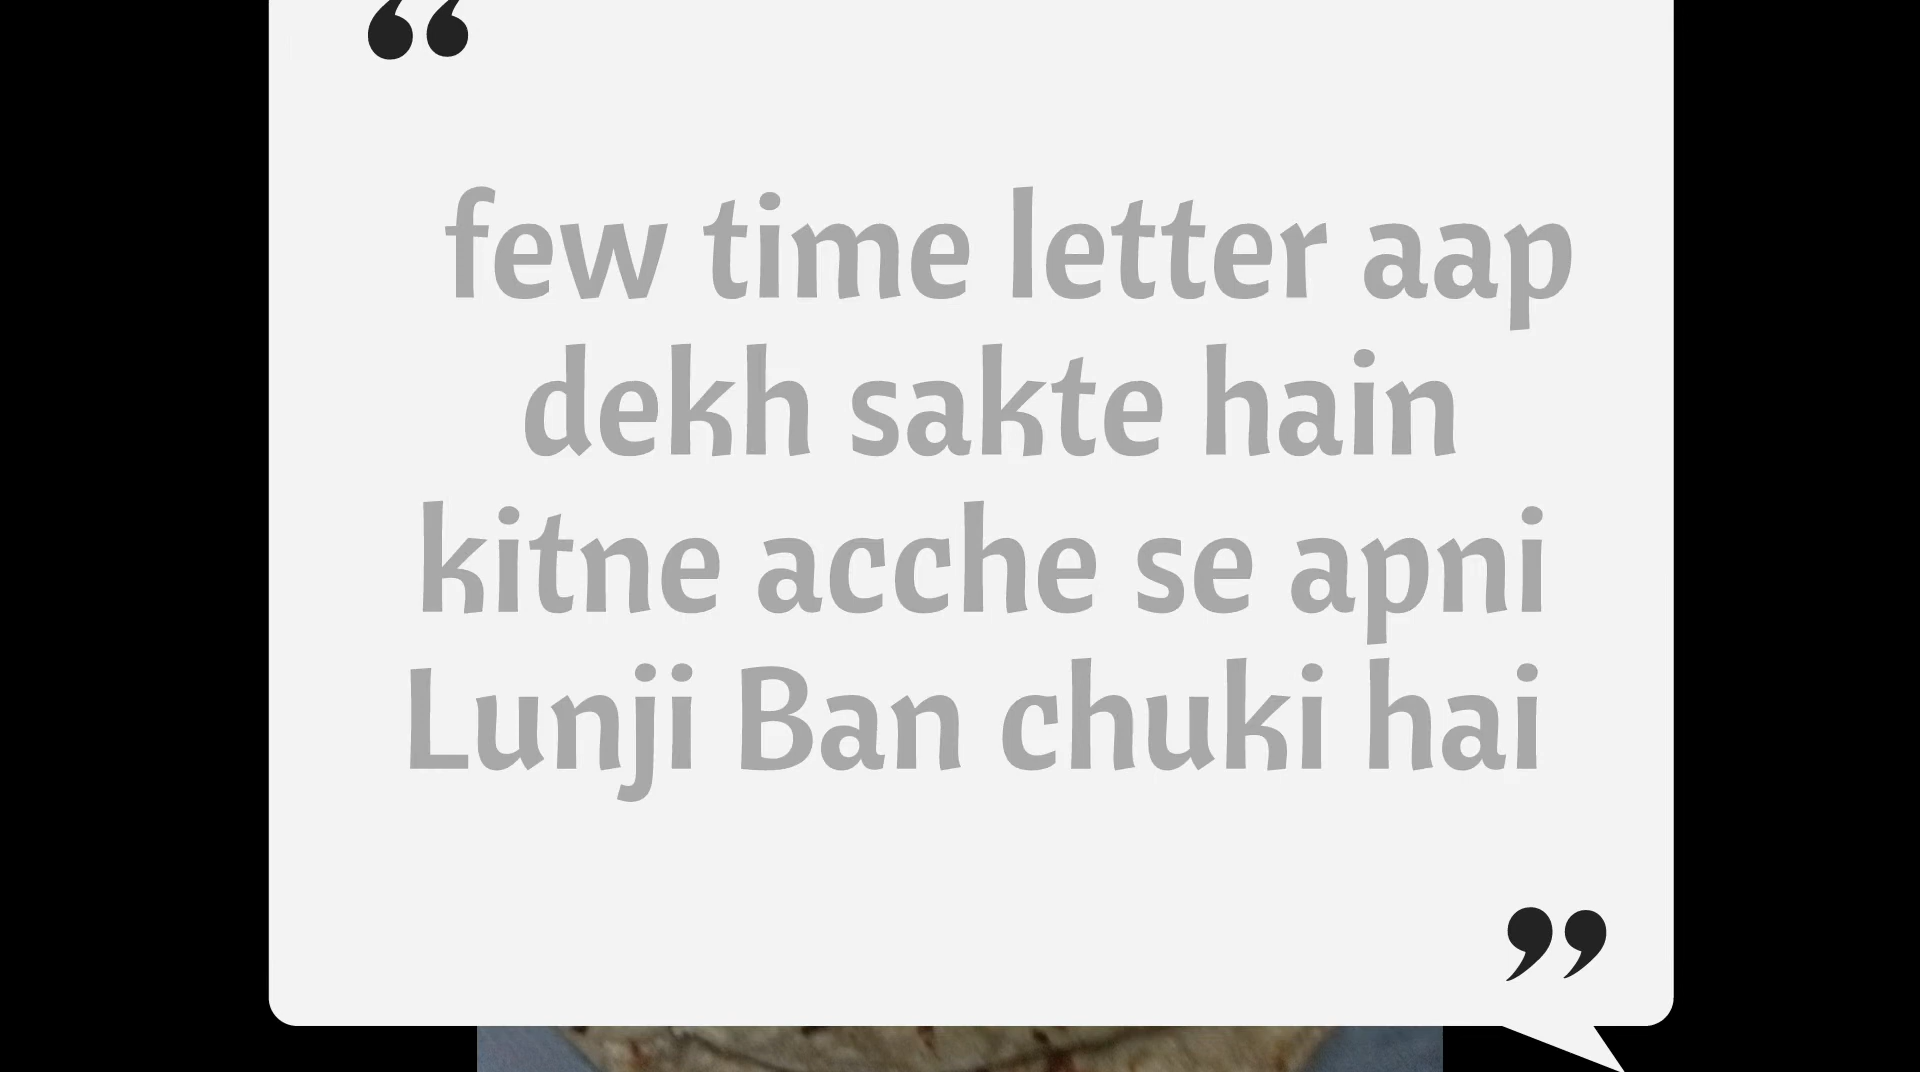 few time letter aap
dekh sakte hain
kitne acche se apni
Lunji Ban chuki hai